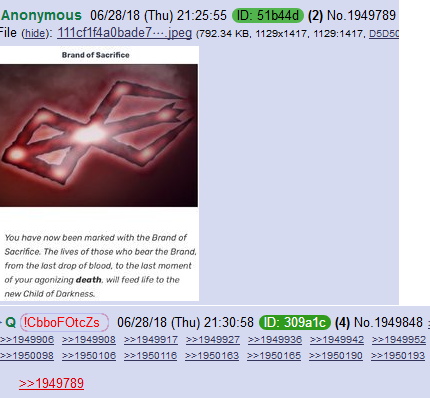 Anonymous 06/28/18 (Thu) 21:25:55 ID: 51b44d (2) No.1949789
File (hide): 111cf1f4a0bade7⋯.jpeg (792.34 KB, 1129x1417, 1129:1417, D5D50
Brand of Sacrifice
You have now been marked with the Brand of
Sacrifice. The lives of those who bear the Brand,
from the last drop of blood, to the last moment
of your agonizing death, will feed life to the
new Child of Darkness.
Q !CbboFOtcZs 06/28/18 (Thu) 21:30:58 ID: 309a1c (4) No.1949848
>>1949906 >>1949908 >>1949917 >>1949927 >>1949936 >>1949942 >>1949952
>>1950098 >>1950106 >>1950116 >>1950163 >>1950165 >>1950190 >>1950193
>>1949789